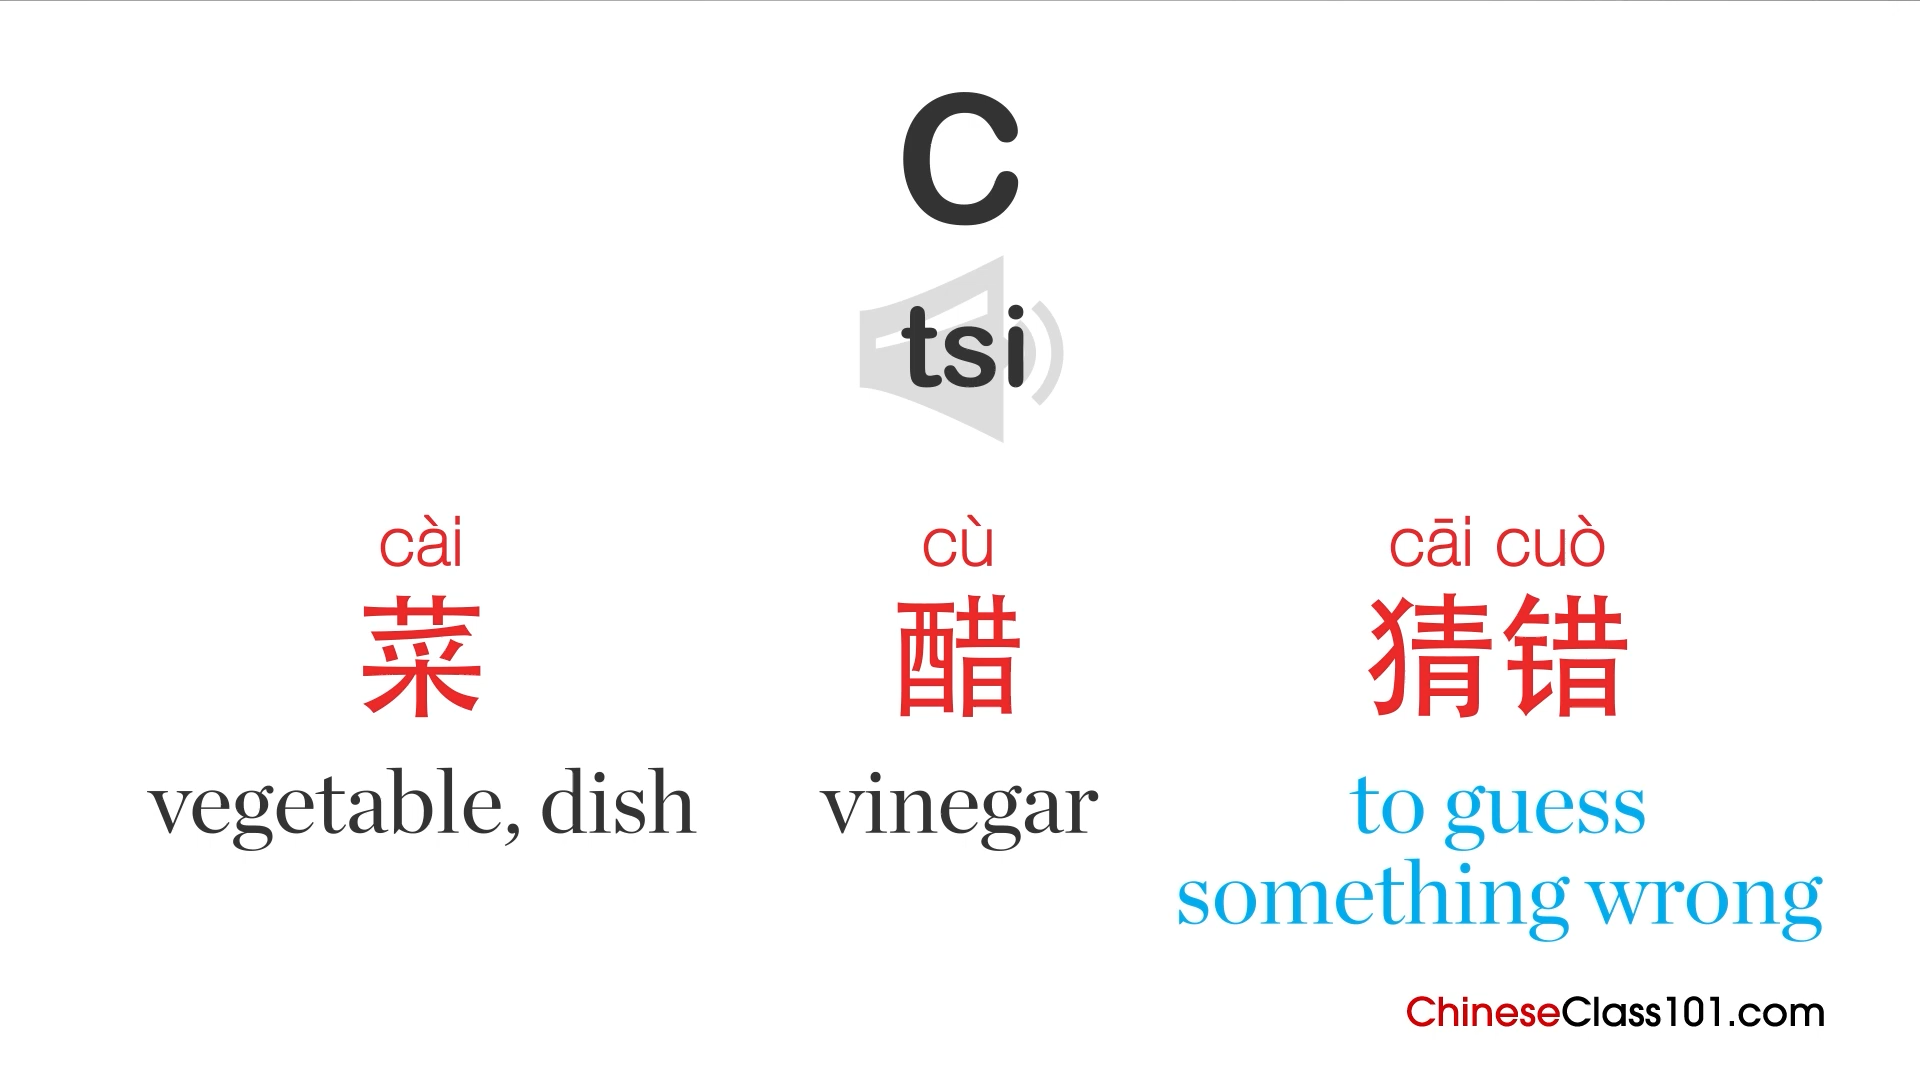 C
tsi
cài
菜
vegetable, dish
cù
醋
vinegar
cāi cuò
猜错
to guess
something wrong
ChineseClass101.com